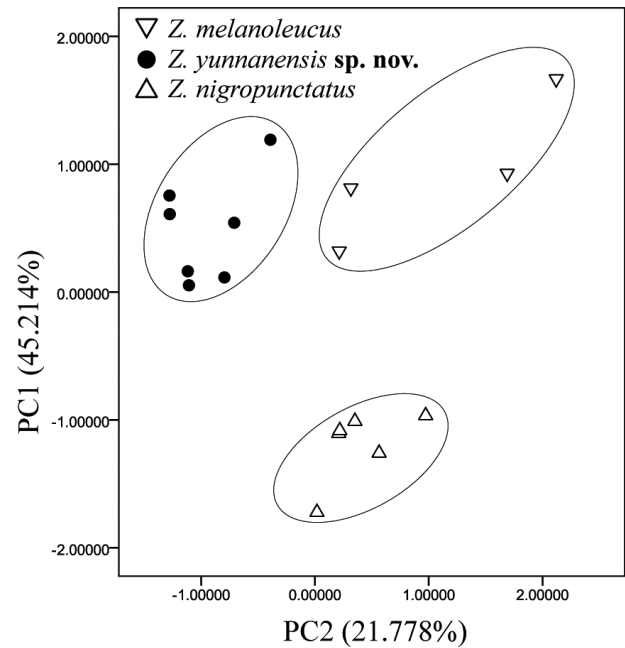 Z. melanoleucus
Z. yunnanensis sp. nov.
Z. nigropunctatus
2.00000
1.00000
0.00000
-1.00000
-2.00000
PC1 (45.214%)
-1.00000 0.00000 1.00000 2.00000
PC2 (21.778%)